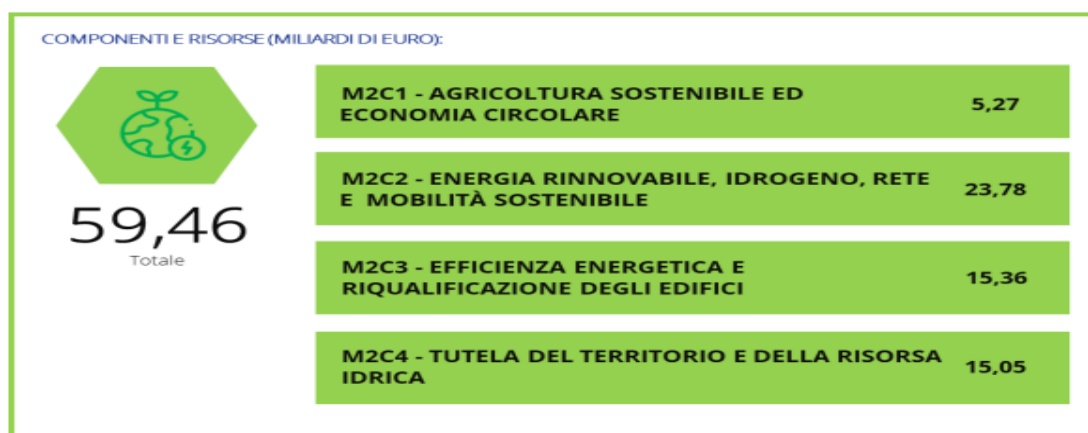 COMPONENTI E RISORSE (MILIARDI DI EURO):
59,46
Totale
M2C1 - AGRICOLTURA SOSTENIBILE ED
ECONOMIA CIRCOLARE
5,27
M2C2 - ENERGIA RINNOVABILE, IDROGENO, RETE
E MOBILITÀ SOSTENIBILE
23,78
M2C3 - EFFICIENZA ENERGETICA E
RIQUALIFICAZIONE DEGLI EDIFICI
15,36
M2C4 - TUTELA DEL TERRITORIO E DELLA RISORSA
IDRICA
15,05